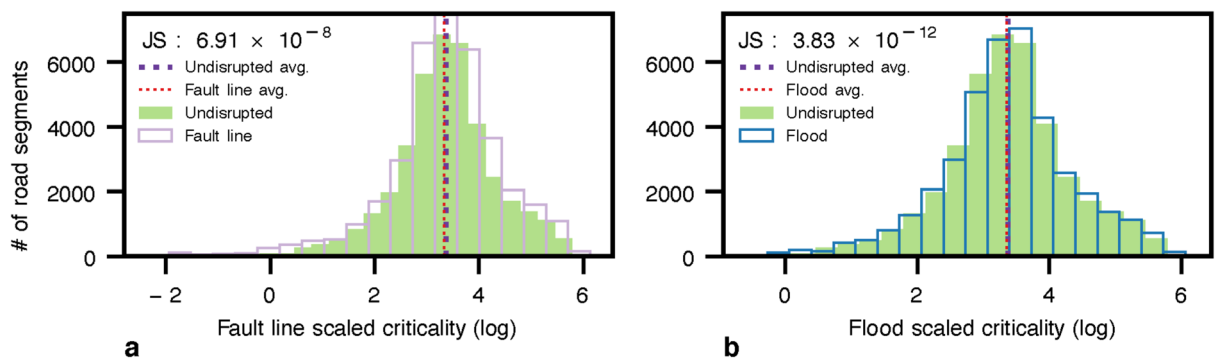 JS : 6.91 × 10⁻⁸
Undisrupted avg.
Fault line avg.
Undisrupted
Fault line
# of road segments
6000
4000
2000
0
− 2 0 2 4 6
Fault line scaled criticality (log)
a
JS : 3.83 × 10⁻¹²
Undisrupted avg.
Flood avg.
Undisrupted
Flood
6000
4000
2000
0
0 2 4 6
Flood scaled criticality (log)
b